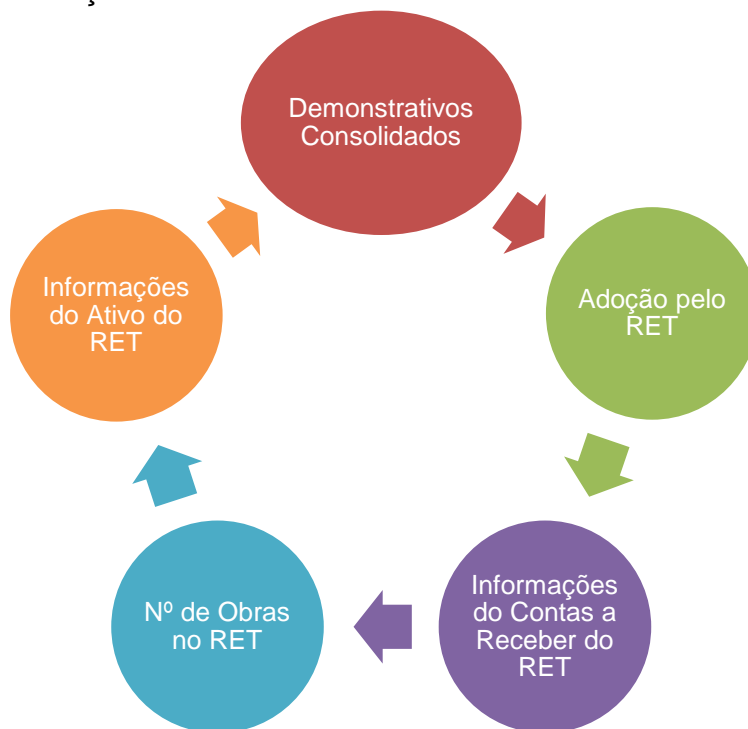 Demonstrativos
Consolidados
Adoção pelo
RET
Informações
do Contas a
Receber do
RET
Nº de Obras
no RET
Informações
do Ativo do
RET